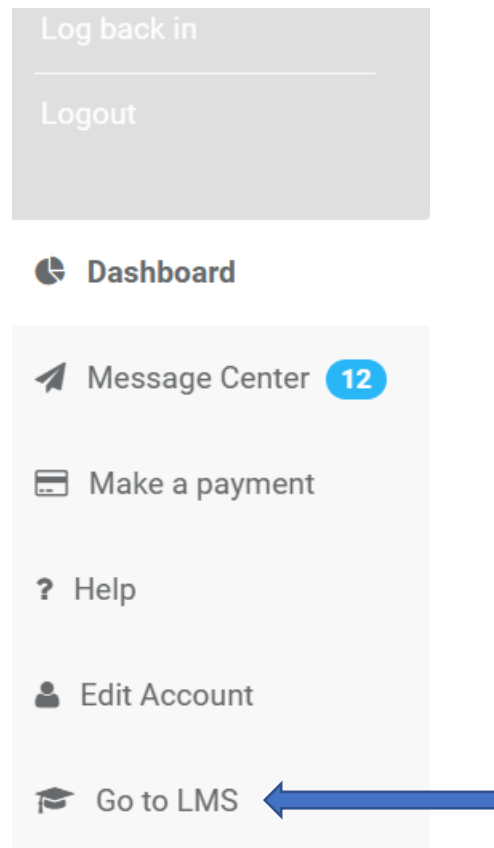 Log back in
Logout
Dashboard
Message Center 12
Make a payment
? Help
Edit Account
Go to LMS